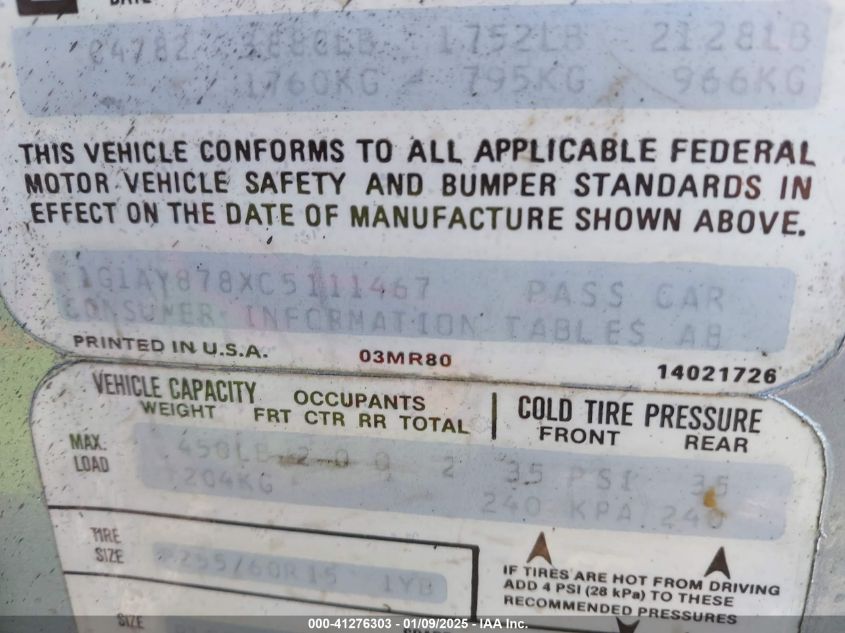 DATE
04782 3880LB 1752LB 2128LB
1760KG 795KG 966KG
THIS VEHICLE CONFORMS TO ALL APPLICABLE FEDERAL
MOTOR VEHICLE SAFETY AND BUMPER STANDARDS IN
EFFECT ON THE DATE OF MANUFACTURE SHOWN ABOVE.
1G1AY878XC5111467 PASS CAR
CONSUMER INFORMATION TABLES AB
PRINTED IN U.S.A. 03MR80 14021726
VEHICLE CAPACITY OCCUPANTS COLD TIRE PRESSURE
WEIGHT FRT CTR RR TOTAL FRONT REAR
MAX. LOAD 450LB 2 0 0 2 35 PSI 35
204KG 240 KPA 240
TIRE SIZE P255/60R15 1YB
IF TIRES ARE HOT FROM DRIVING
ADD 4 PSI (28 kPa) TO THESE
RECOMMENDED PRESSURES
SIZE
000-41276303 - 01/09/2025 - IAA Inc.